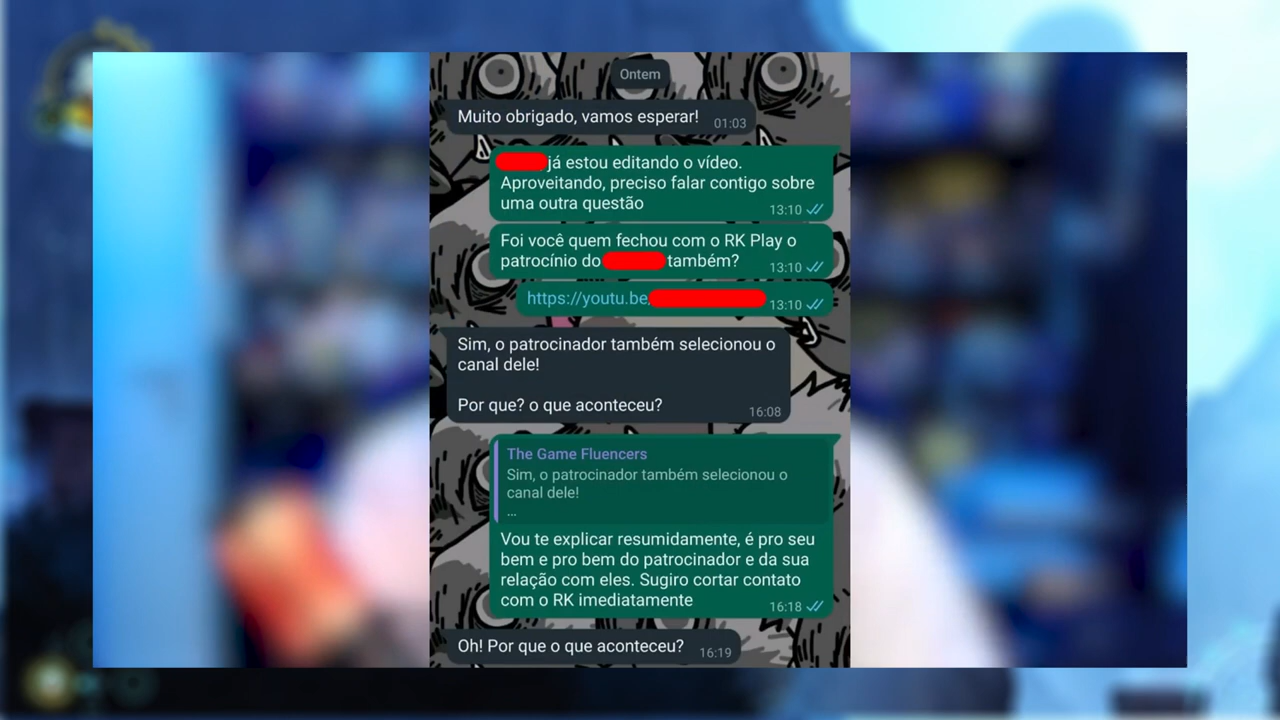 Ontem
Muito obrigado, vamos esperar! 01:03
já estou editando o vídeo.
Aproveitando, preciso falar contigo sobre
uma outra questão 13:10
Foi você quem fechou com o RK Play o
patrocínio do também? 13:10
https://youtu.be 13:10
Sim, o patrocinador também selecionou o
canal dele!
Por que? o que aconteceu? 16:08
The Game Fluencers
Sim, o patrocinador também selecionou o
canal dele!
...
Vou te explicar resumidamente, é pro seu
bem e pro bem do patrocinador e da sua
relação com eles. Sugiro cortar contato
com o RK imediatamente 16:18
Oh! Por que o que aconteceu? 16:19